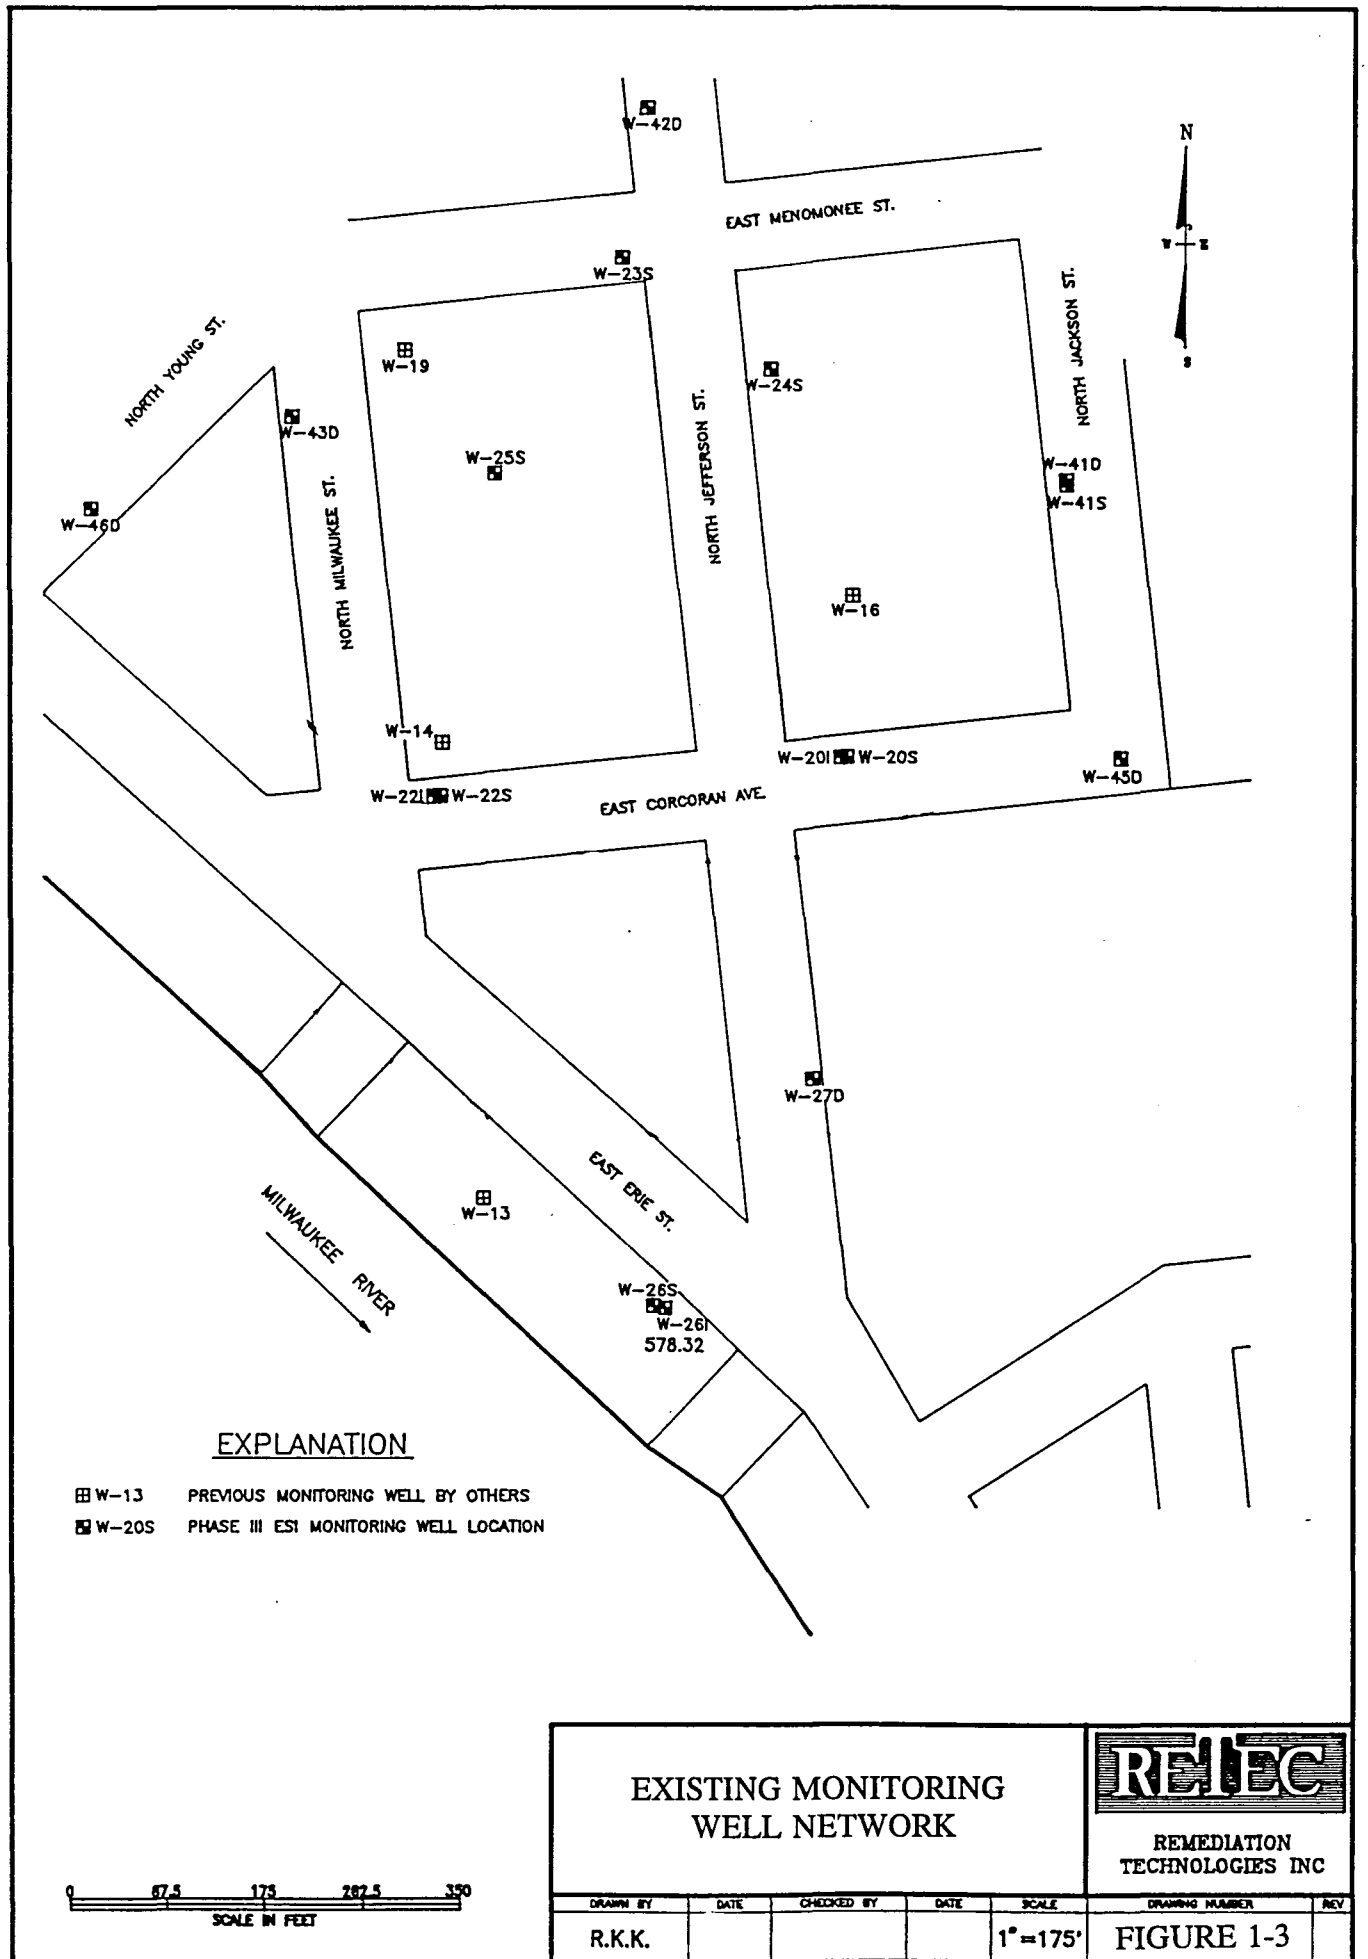 W-42D
N
EAST MENOMONEE ST.
W
E
W-23S
NORTH YOUNG ST.
NORTH JACKSON ST.
W-19
S
W-24S
NORTH JEFFERSON ST.
W-43D
W-25S
W-41D
NORTH MILWAUKEE ST.
W-41S
W-46D
W-16
W-14
W-20I W-20S
W-45D
W-22I W-22S
EAST CORCORAN AVE.
W-27D
EAST ERIE ST.
MILWAUKEE RIVER
W-13
W-26S
W-26I
578.32
EXPLANATION
W-13 PREVIOUS MONITORING WELL BY OTHERS
W-20S PHASE III ESI MONITORING WELL LOCATION
EXISTING MONITORING
WELL NETWORK
RETEC
REMEDIATION
TECHNOLOGIES INC
0 87.5 175 262.5 350
SCALE IN FEET
DRAWN BY DATE CHECKED BY DATE SCALE DRAWING NUMBER REV
R.K.K. 1"=175' FIGURE 1-3